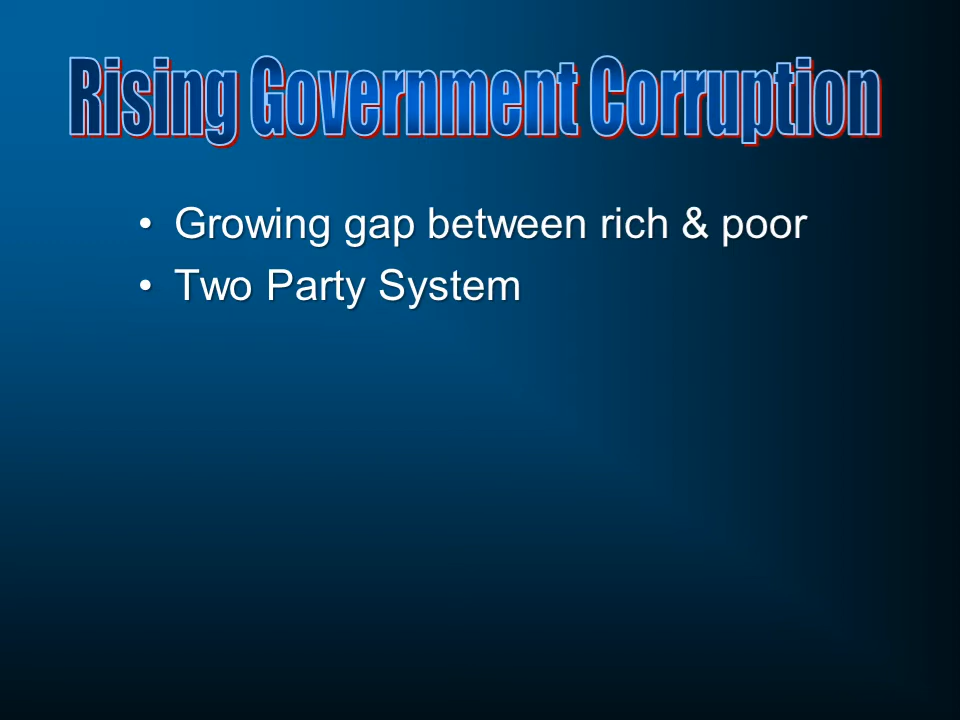 Rising Government Corruption
• Growing gap between rich & poor
• Two Party System